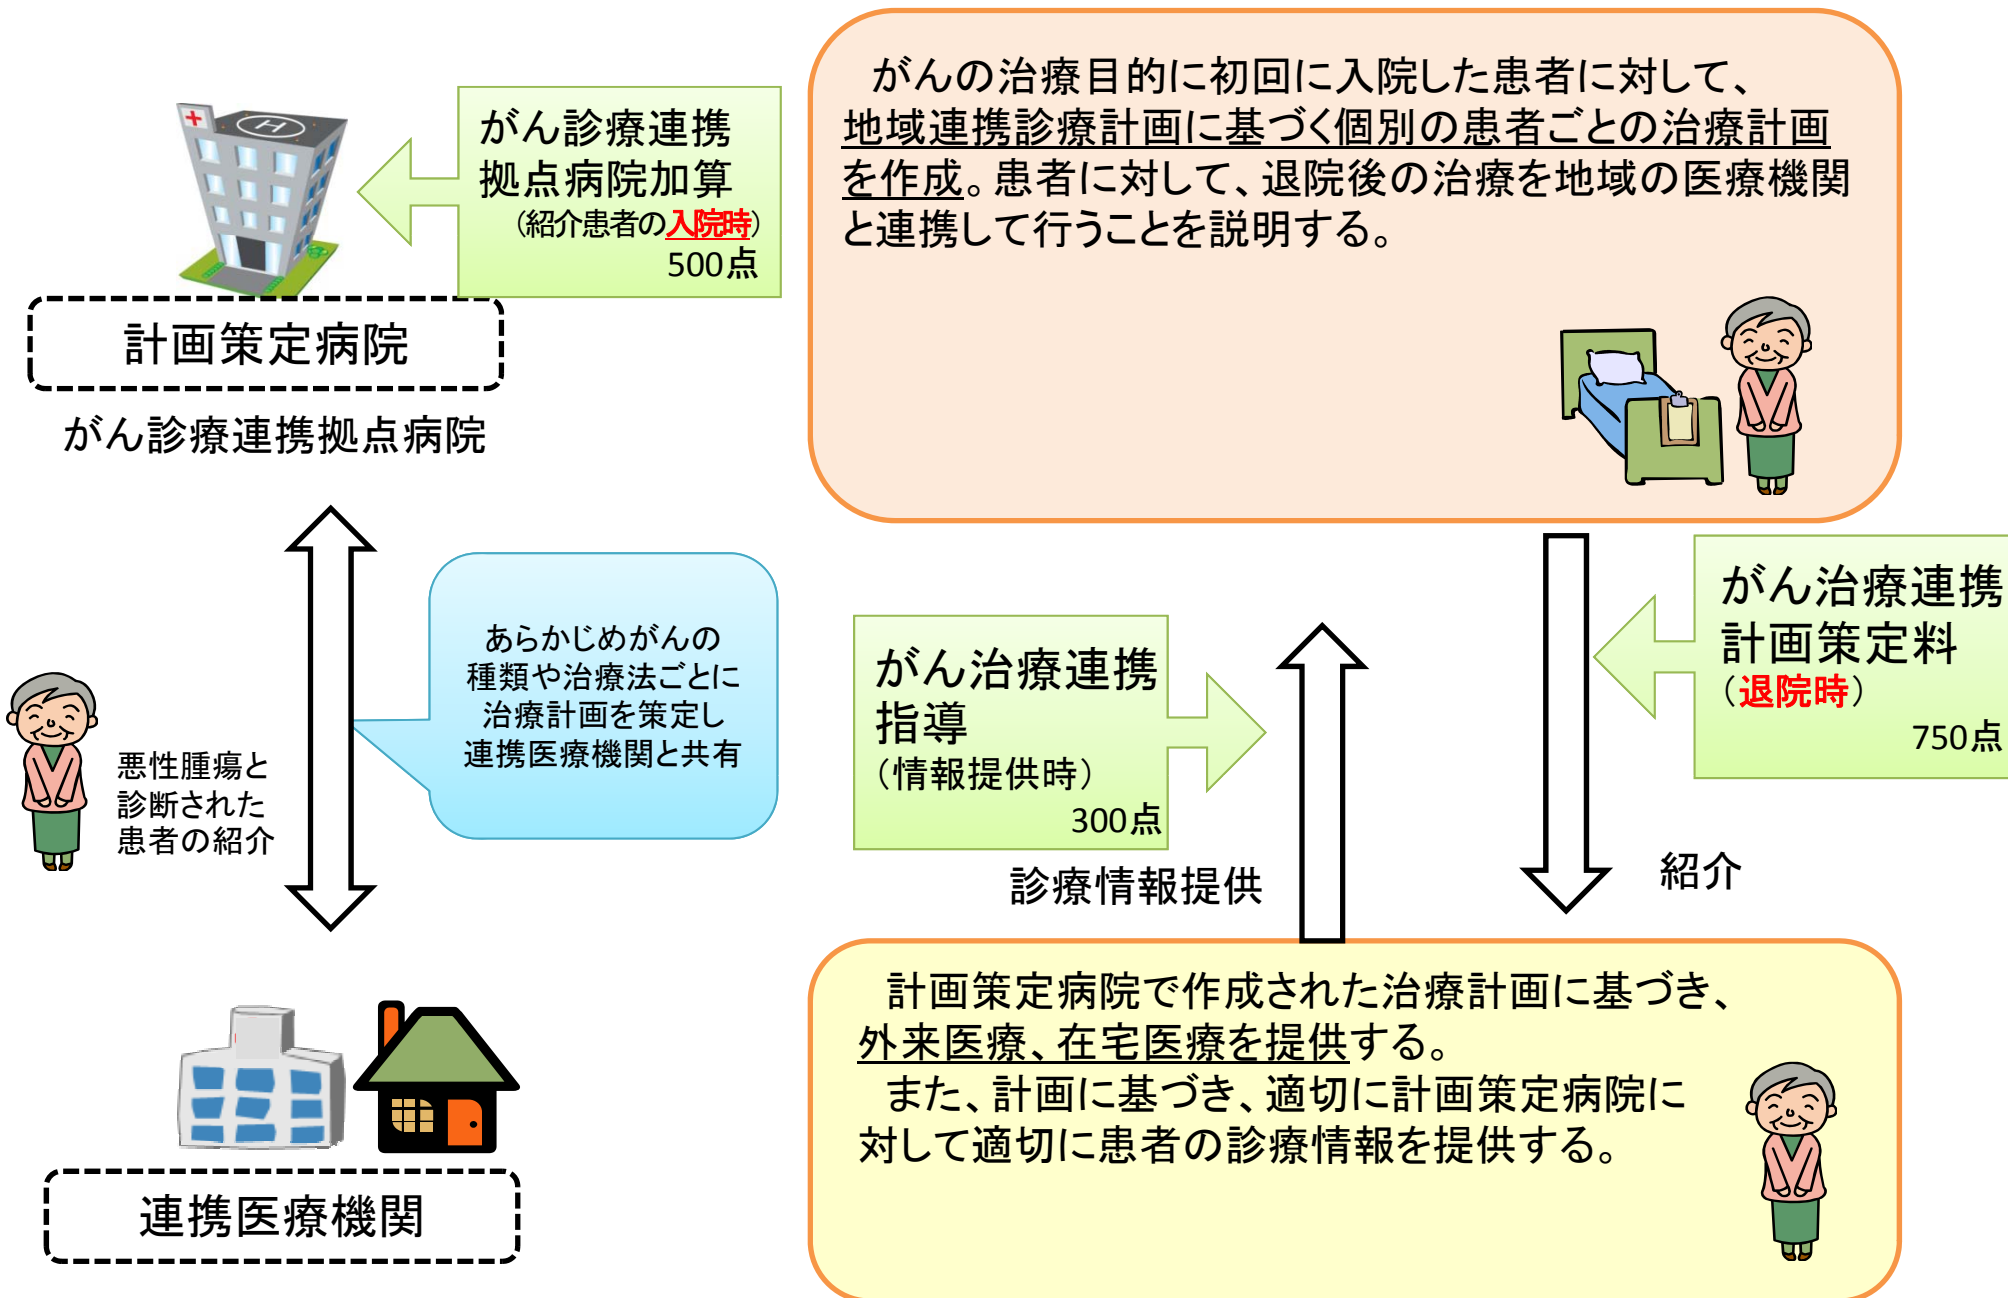 がん診療連携
拠点病院加算
（紹介患者の入院時）
500点
計画策定病院
がん診療連携拠点病院
がんの治療目的に初回に入院した患者に対して、
地域連携診療計画に基づく個別の患者ごとの治療計画
を作成。患者に対して、退院後の治療を地域の医療機関
と連携して行うことを説明する。
あらかじめがんの
種類や治療法ごとに
治療計画を策定し
連携医療機関と共有
悪性腫瘍と
診断された
患者の紹介
がん治療連携
指導
（情報提供時）
300点
診療情報提供
がん治療連携
計画策定料
（退院時）
750点
紹介
連携医療機関
計画策定病院で作成された治療計画に基づき、
外来医療、在宅医療を提供する。
また、計画に基づき、適切に計画策定病院に
対して適切に患者の診療情報を提供する。
H